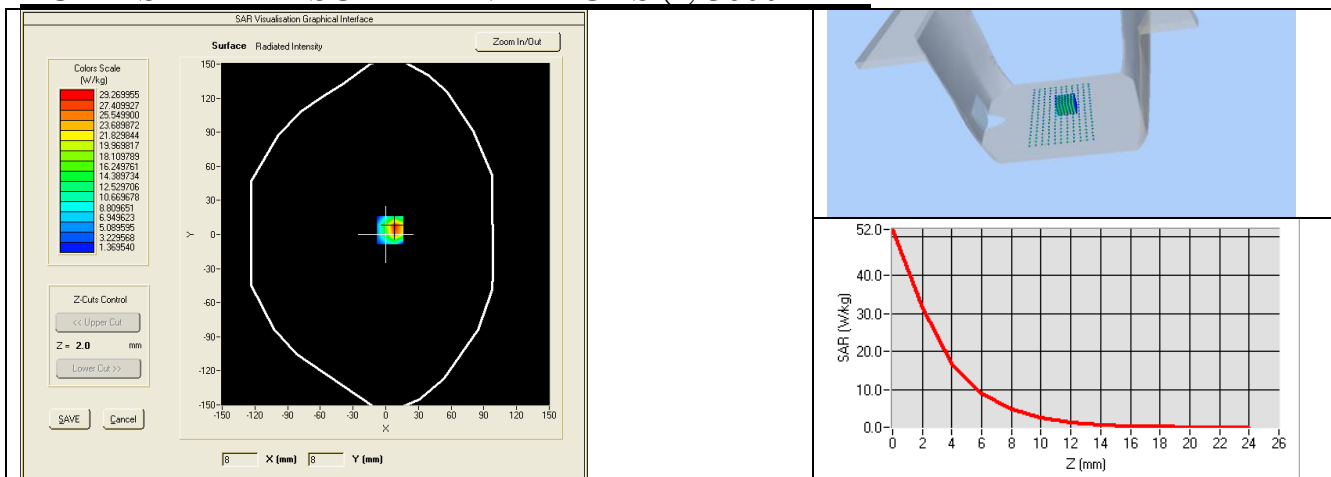 SAR Visualisation Graphical Interface
Surface Radiated Intensity
Zoom In/Out
Colors Scale
(W/kg)
29.269955
27.409927
25.549900
23.689872
21.829844
19.969817
18.109789
16.249761
14.389734
12.529706
10.669678
8.809651
6.949623
5.089595
3.229568
1.369540
Z-Cuts Control
<< Upper Cut
Z = 2.0 mm
Lower Cut >>
SAVE Cancel
150-
120-
90-
60-
30-
0-
-30-
-60-
-90-
-120-
-150-
Y
-150 -120 -90 -60 -30 0 30 60 90 120 150
X
8 X (mm) 8 Y (mm)
52.0-
40.0-
30.0-
20.0-
10.0-
0.0-
SAR (W/kg)
0 2 4 6 8 10 12 14 16 18 20 22 24 26
Z (mm)